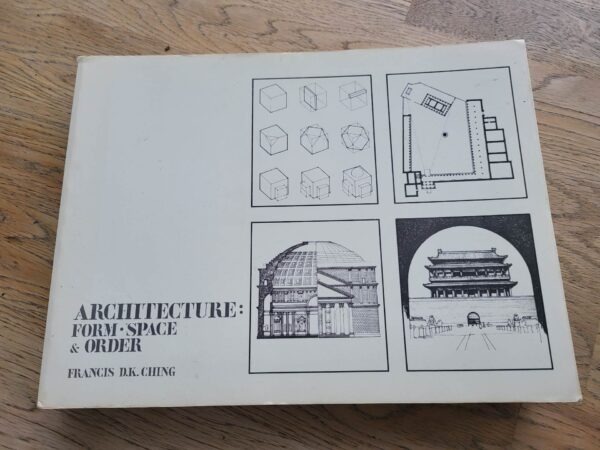 ARCHITECTURE:
FORM · SPACE
& ORDER
FRANCIS D.K. CHING